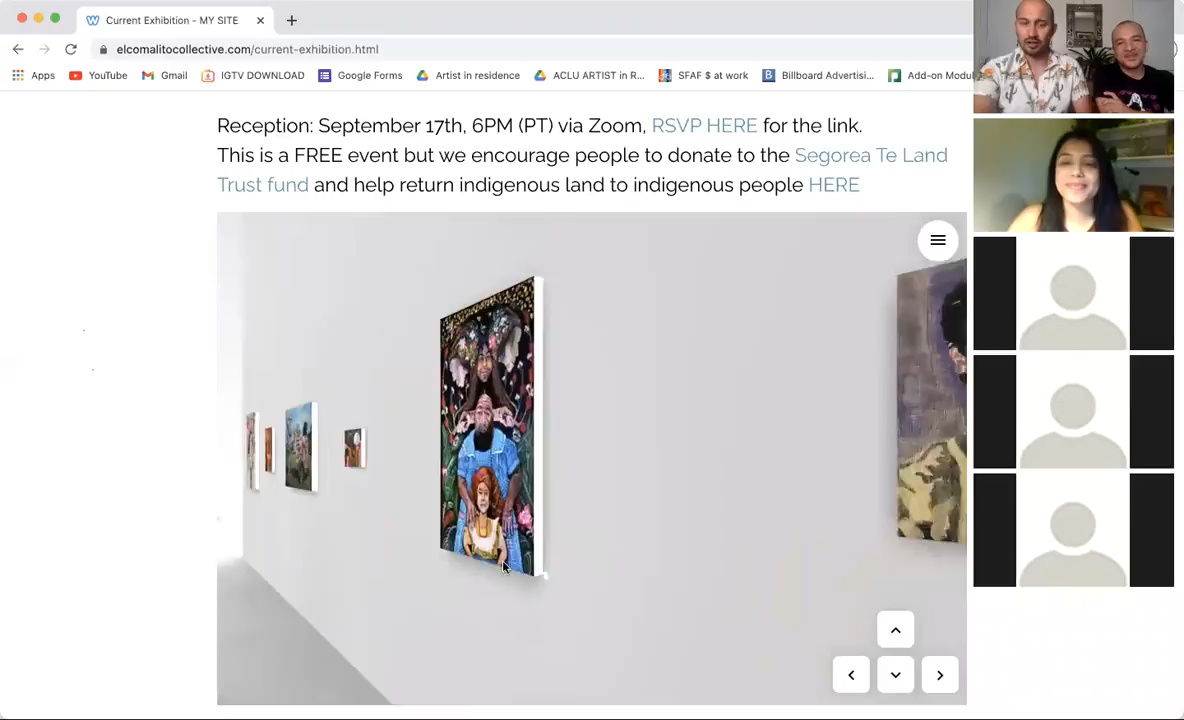 Current Exhibition - MY SITE
elcomalitocollective.com/current-exhibition.html
Apps YouTube Gmail IGTV DOWNLOAD Google Forms Artist in residence ACLU ARTIST in R... SFAF $ at work Billboard Advertisi... Add-on Modul
Reception: September 17th, 6PM (PT) via Zoom, RSVP HERE for the link.
This is a FREE event but we encourage people to donate to the Segorea Te Land
Trust fund and help return indigenous land to indigenous people HERE